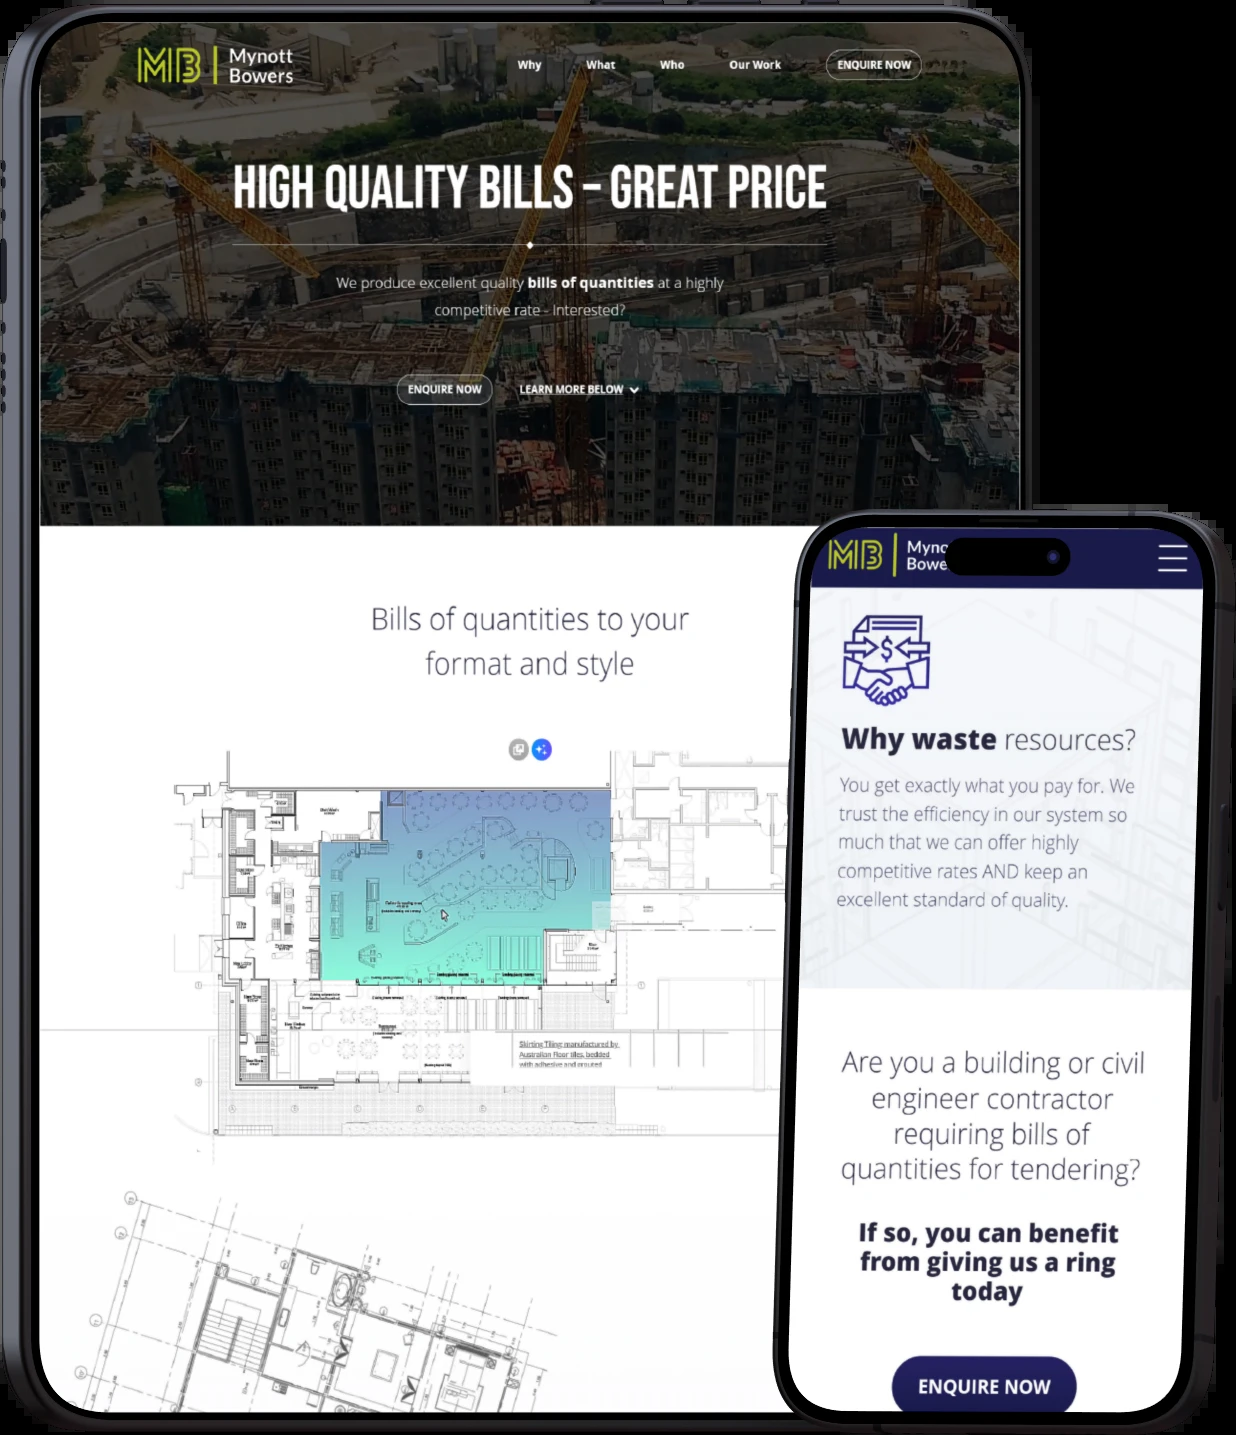 MB
Mynott
Bowers
Why
What
Who
Our Work
ENQUIRE NOW
HIGH QUALITY BILLS – GREAT PRICE
We produce excellent quality bills of quantities at a highly
competitive rate - Interested?
ENQUIRE NOW
LEARN MORE BELOW
Bills of quantities to your
format and style
Skirting Tiling: manufactured by
Australian Floor tiles, bedded
with adhesive and grouted
MB
Myno
Bowe
$
Why waste resources?
You get exactly what you pay for. We
trust the efficiency in our system so
much that we can offer highly
competitive rates AND keep an
excellent standard of quality.
Are you a building or civil
engineer contractor
requiring bills of
quantities for tendering?
If so, you can benefit
from giving us a ring
today
ENQUIRE NOW